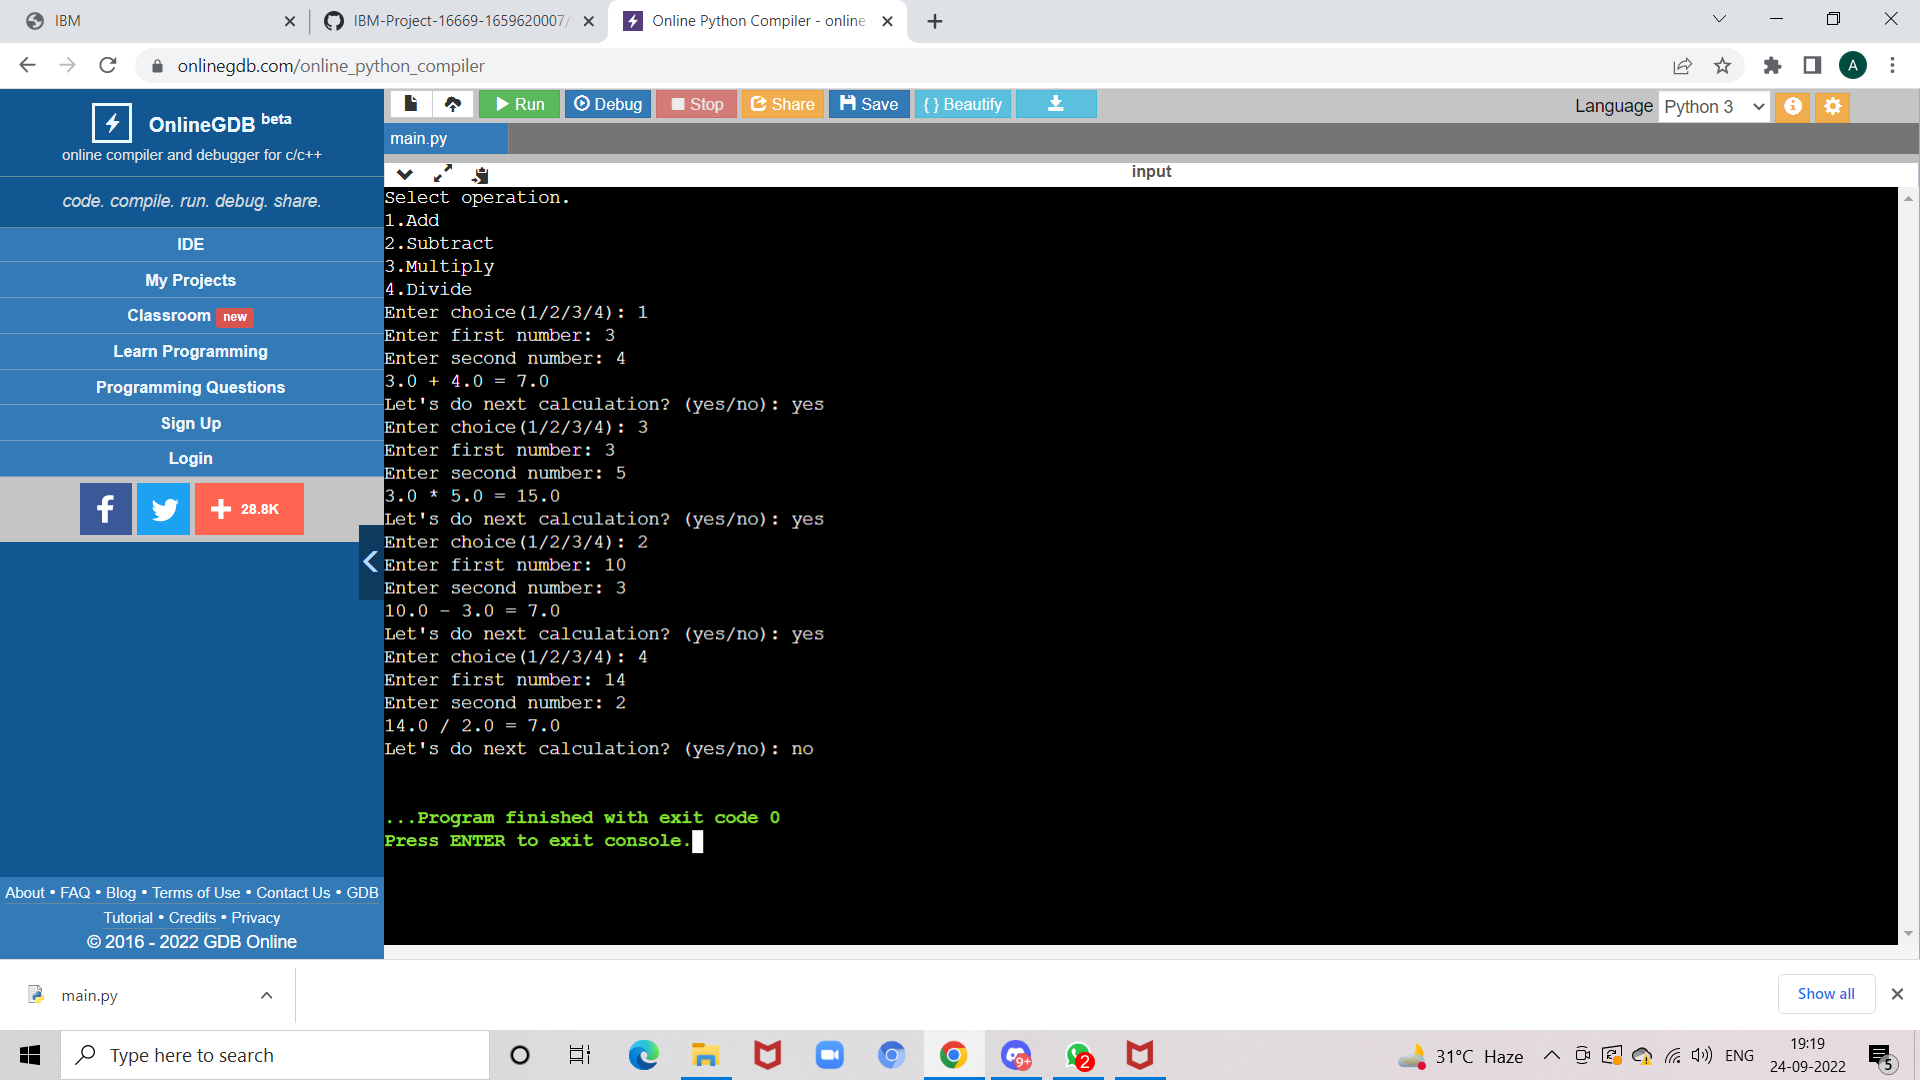 IBM
IBM-Project-16669-1659620007/
Online Python Compiler - online
onlinegdb.com/online_python_compiler
A
OnlineGDB beta
online compiler and debugger for c/c++
code. compile. run. debug. share.
IDE
My Projects
Classroom new
Learn Programming
Programming Questions
Sign Up
Login
28.8K
About • FAQ • Blog • Terms of Use • Contact Us • GDB
Tutorial • Credits • Privacy
© 2016 - 2022 GDB Online
Run Debug Stop Share Save { } Beautify
Language Python 3
main.py
input
Select operation.
1.Add
2.Subtract
3.Multiply
4.Divide
Enter choice(1/2/3/4): 1
Enter first number: 3
Enter second number: 4
3.0 + 4.0 = 7.0
Let's do next calculation? (yes/no): yes
Enter choice(1/2/3/4): 3
Enter first number: 3
Enter second number: 5
3.0 * 5.0 = 15.0
Let's do next calculation? (yes/no): yes
Enter choice(1/2/3/4): 2
Enter first number: 10
Enter second number: 3
10.0 - 3.0 = 7.0
Let's do next calculation? (yes/no): yes
Enter choice(1/2/3/4): 4
Enter first number: 14
Enter second number: 2
14.0 / 2.0 = 7.0
Let's do next calculation? (yes/no): no
...Program finished with exit code 0
Press ENTER to exit console.
main.py
Show all
Type here to search
9+
2
31°C Haze
ENG
19:19
24-09-2022
5